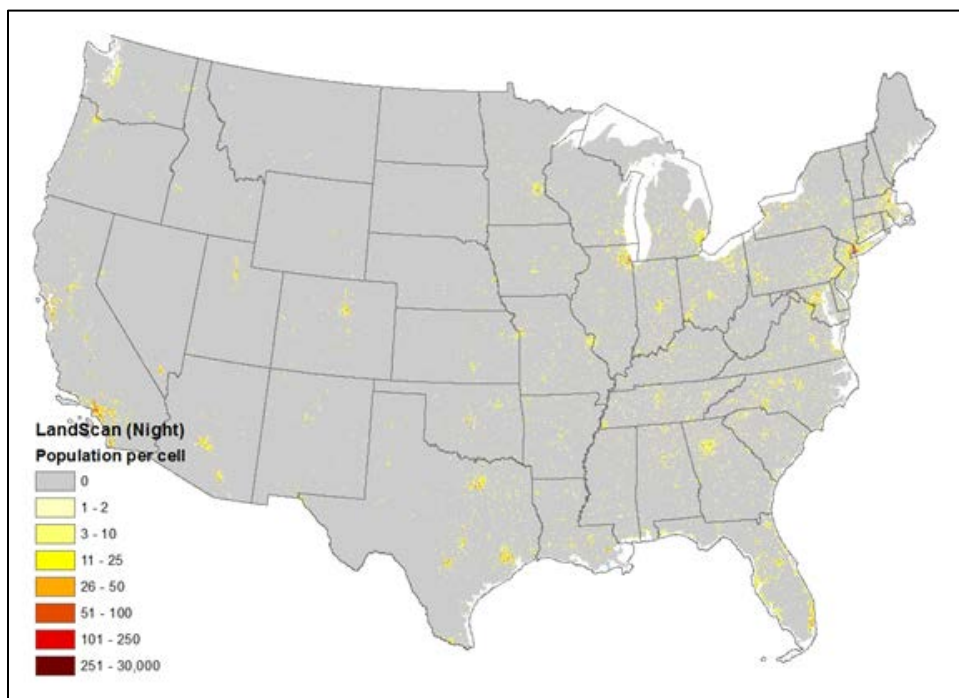 LandScan (Night)
Population per cell
0
1 - 2
3 - 10
11 - 25
26 - 50
51 - 100
101 - 250
251 - 30,000